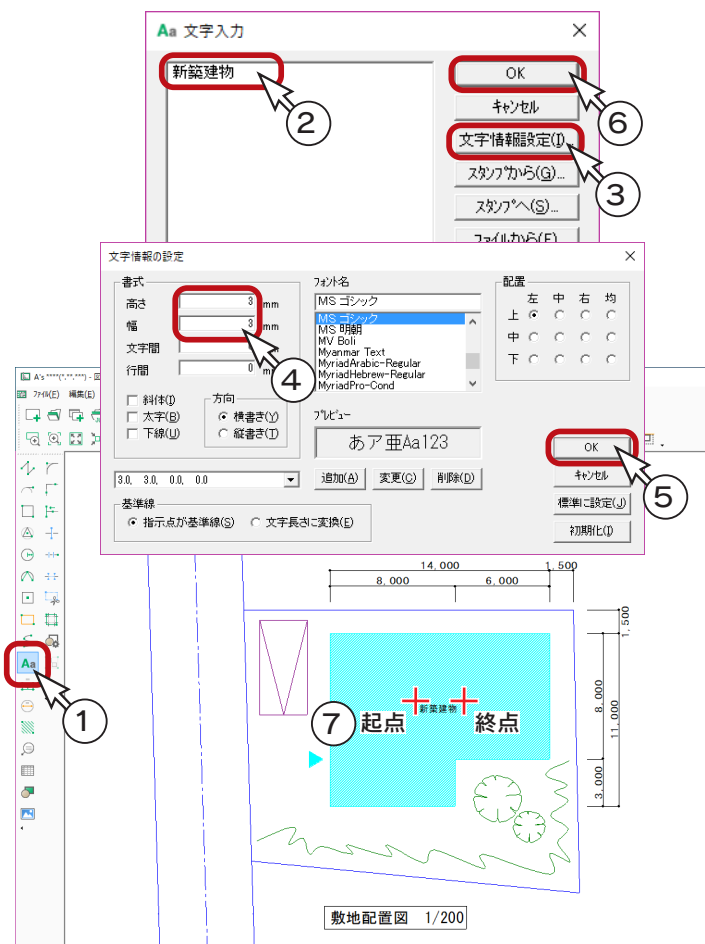 Aa 文字入力
新築建物
②
OK
⑥
キャンセル
文字情報設定(I)...
③
スタンプから(G)...
スタンプへ(S)...
ファイルから(F)
文字情報の設定
書式
高さ 3 mm
幅 3 mm
文字間
行間 0
④
斜体(I)
太字(B)
下線(U)
方向
横書き(Y)
縦書き(T)
3.0, 3.0, 0.0, 0.0
基準線
指示点が基準線(S)
文字長さに変換(E)
フォント名
MS ゴシック
MS ゴシック
MS 明朝
MV Boli
Myanmar Text
MyriadArabic-Regular
MyriadHebrew-Regular
MyriadPro-Cond
プレビュー
あア亜Aa123
追加(A) 変更(C) 削除(D)
配置
左 中 右 均
上
中
下
OK
⑤
キャンセル
標準に設定(J)
初期化(I)
A's ****(*.**.***) - 図
ファイル(F) 編集(E)
Aa
①
14,000
1,500
8,000
6,000
1,500
8,000
11,000
3,000
⑦ 起点
新築建物
終点
敷地配置図 1/200